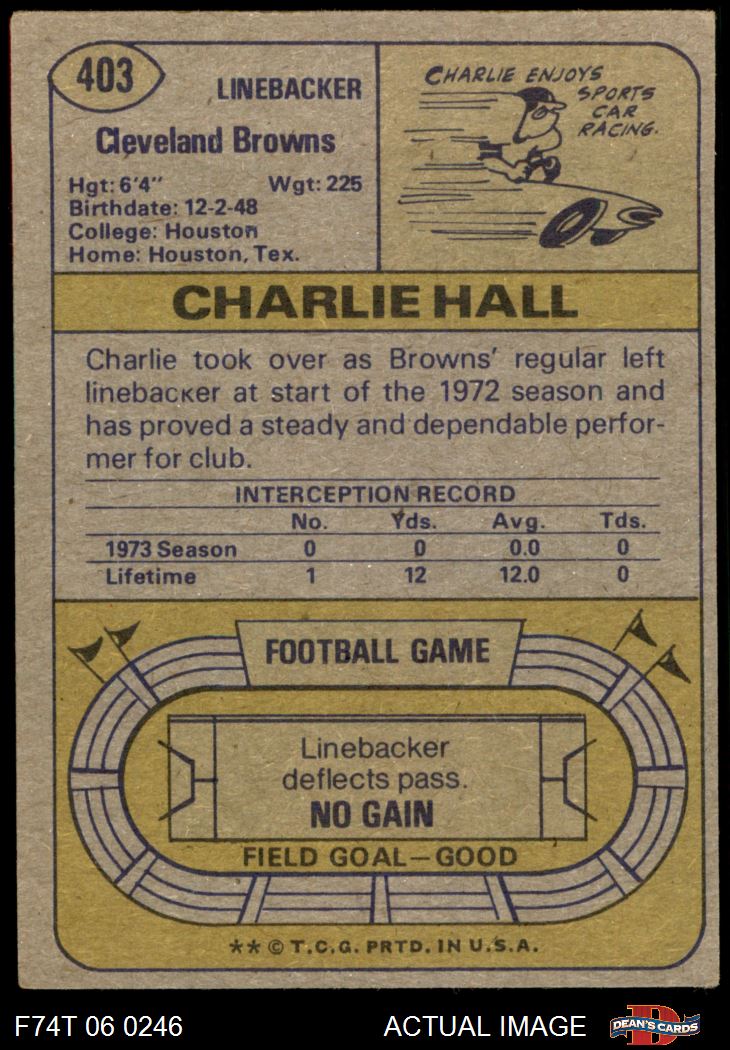 403
LINEBACKER
Cleveland Browns
Hgt: 6'4" Wgt: 225
Birthdate: 12-2-48
College: Houston
Home: Houston, Tex.
CHARLIE ENJOYS
SPORTS
CAR
RACING.
CHARLIE HALL
Charlie took over as Browns' regular left
linebacker at start of the 1972 season and
has proved a steady and dependable perfor-
mer for club.
INTERCEPTION RECORD
No. Yds. Avg. Tds.
1973 Season 0 0 0.0 0
Lifetime 1 12 12.0 0
FOOTBALL GAME
Linebacker
deflects pass.
NO GAIN
FIELD GOAL—GOOD
** © T.C.G. PRTD. IN U.S.A.
F74T 06 0246 ACTUAL IMAGE
D
DEAN'S CARDS